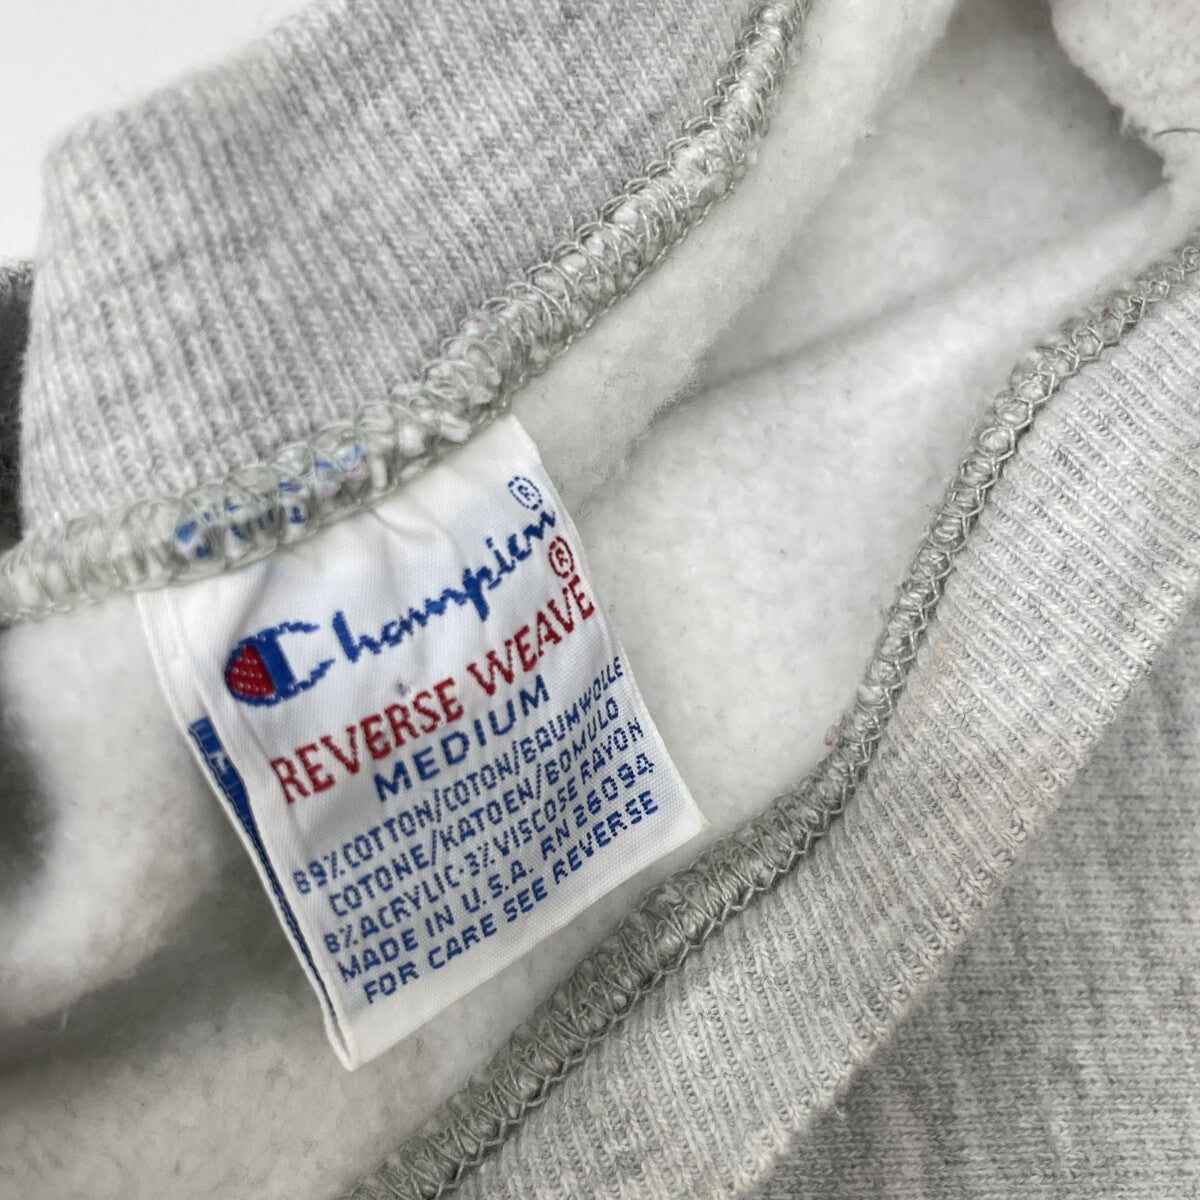 Champion®
REVERSE WEAVE®
MEDIUM
89% COTTON/COTON/BAUMWOLLE
COTONE/KATOEN/BOMULO
8% ACRYLIC·3% VISCOSE RAYON
MADE IN U.S.A. RN 26094
FOR CARE SEE REVERSE